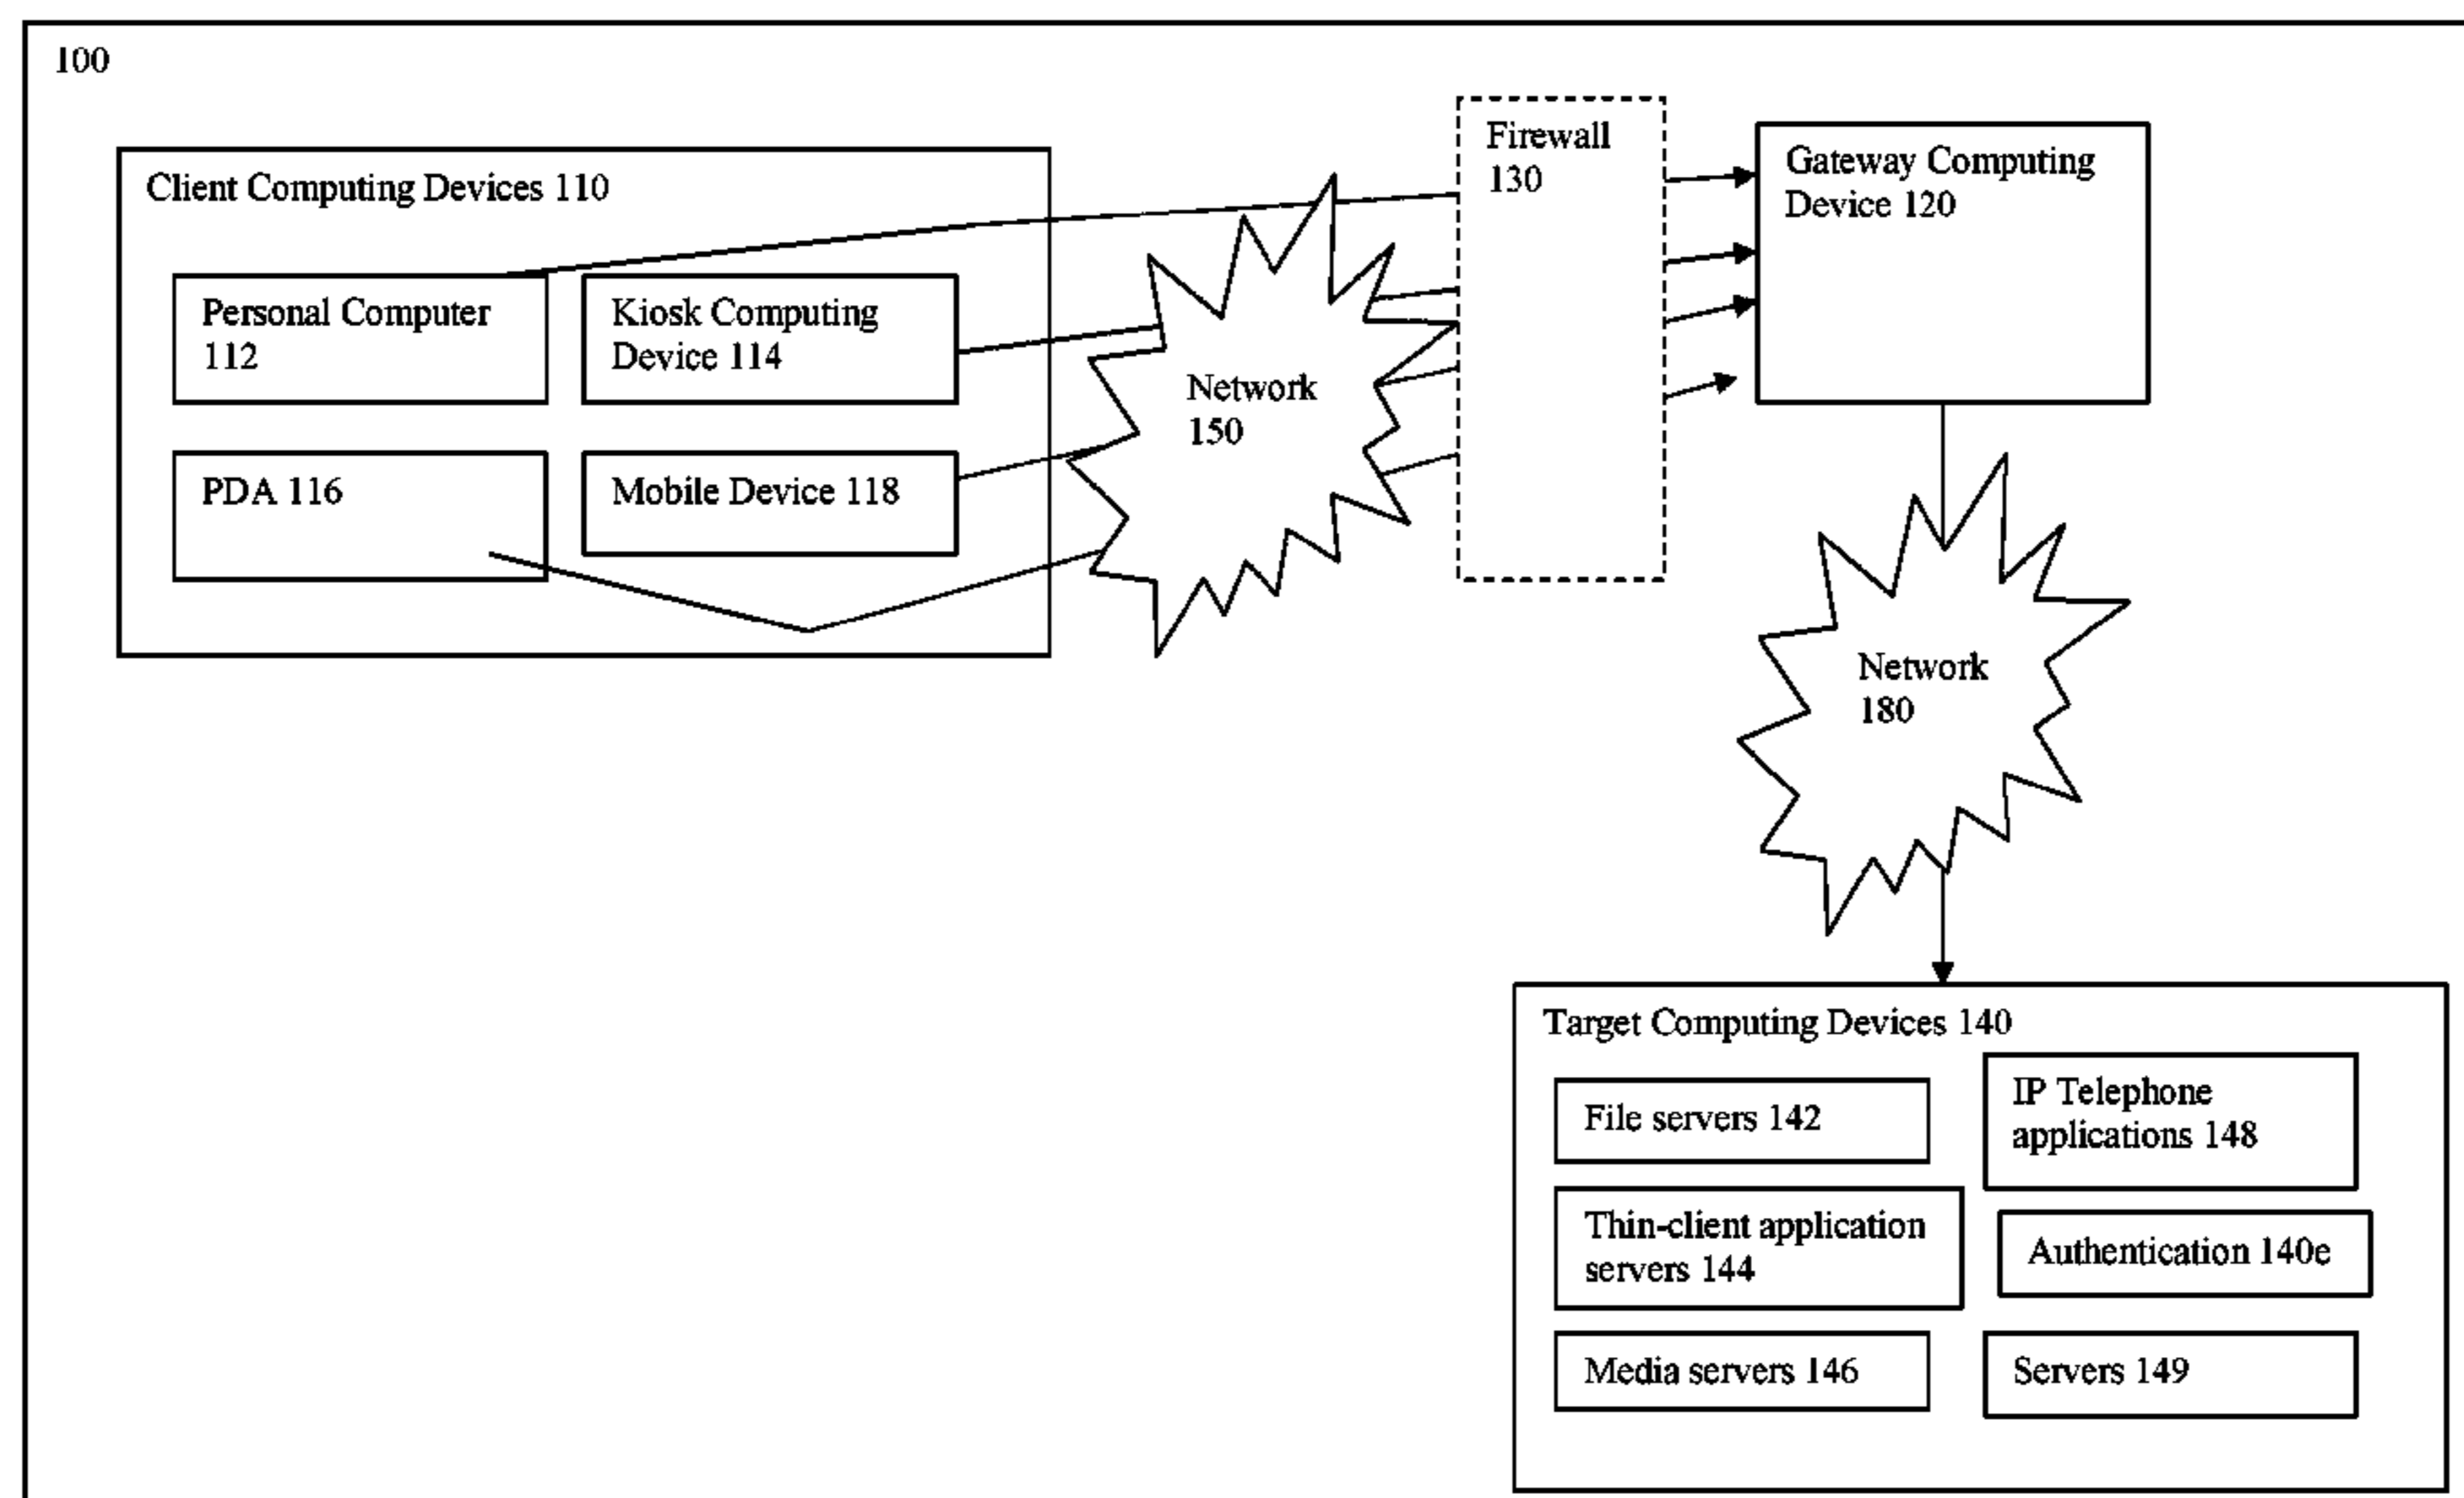 100
Client Computing Devices 110
Personal Computer
112
Kiosk Computing
Device 114
PDA 116
Mobile Device 118
Network
150
Firewall
130
Gateway Computing
Device 120
Network
180
Target Computing Devices 140
File servers 142
IP Telephone
applications 148
Thin-client application
servers 144
Authentication 140e
Media servers 146
Servers 149